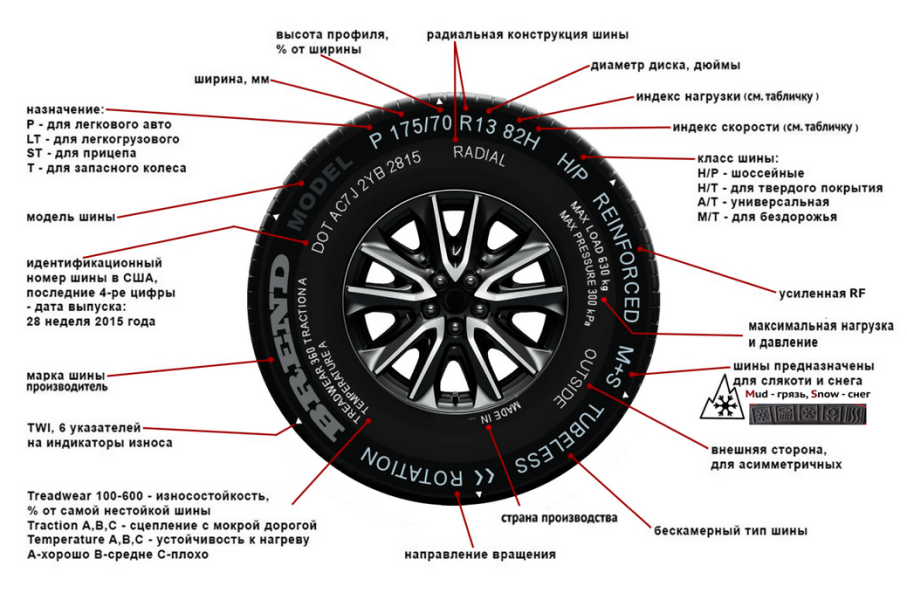 высота профиля,
% от ширины
радиальная конструкция шины
ширина, мм
диаметр диска, дюймы
индекс нагрузки (см. табличку )
индекс скорости (см. табличку )
назначение:
P - для легкового авто
LT - для легкогрузового
ST - для прицепа
T - для запасного колеса
класс шины:
H/P - шоссейные
H/T - для твердого покрытия
A/T - универсальная
M/T - для бездорожья
P 175/70 R13 82H
H/P
REINFORCED
M+S
TUBELESS
<< ROTATION
BREND
MODEL
DOT AC7J 2YB 2815
RADIAL
MAX LOAD 630 kg
MAX PRESSURE 300 kPa
OUTSIDE
MADE IN ...
TREADWEAR 360 TRACTION A
TEMPERATURE A
модель шины
идентификационный
номер шины в США,
последние 4-ре цифры
- дата выпуска:
28 неделя 2015 года
усиленная RF
максимальная нагрузка
и давление
шины предназначены
для слякоти и снега
Mud - грязь, Snow - снег
марка шины
производитель
TWI, 6 указателей
на индикаторы износа
внешняя сторона,
для асимметричных
Treadwear 100-600 - износостойкость,
% от самой нестойкой шины
Traction A,B,C - сцепление с мокрой дорогой
Temperature A,B,C - устойчивость к нагреву
A-хорошо B-средне C-плохо
страна производства
бескамерный тип шины
направление вращения